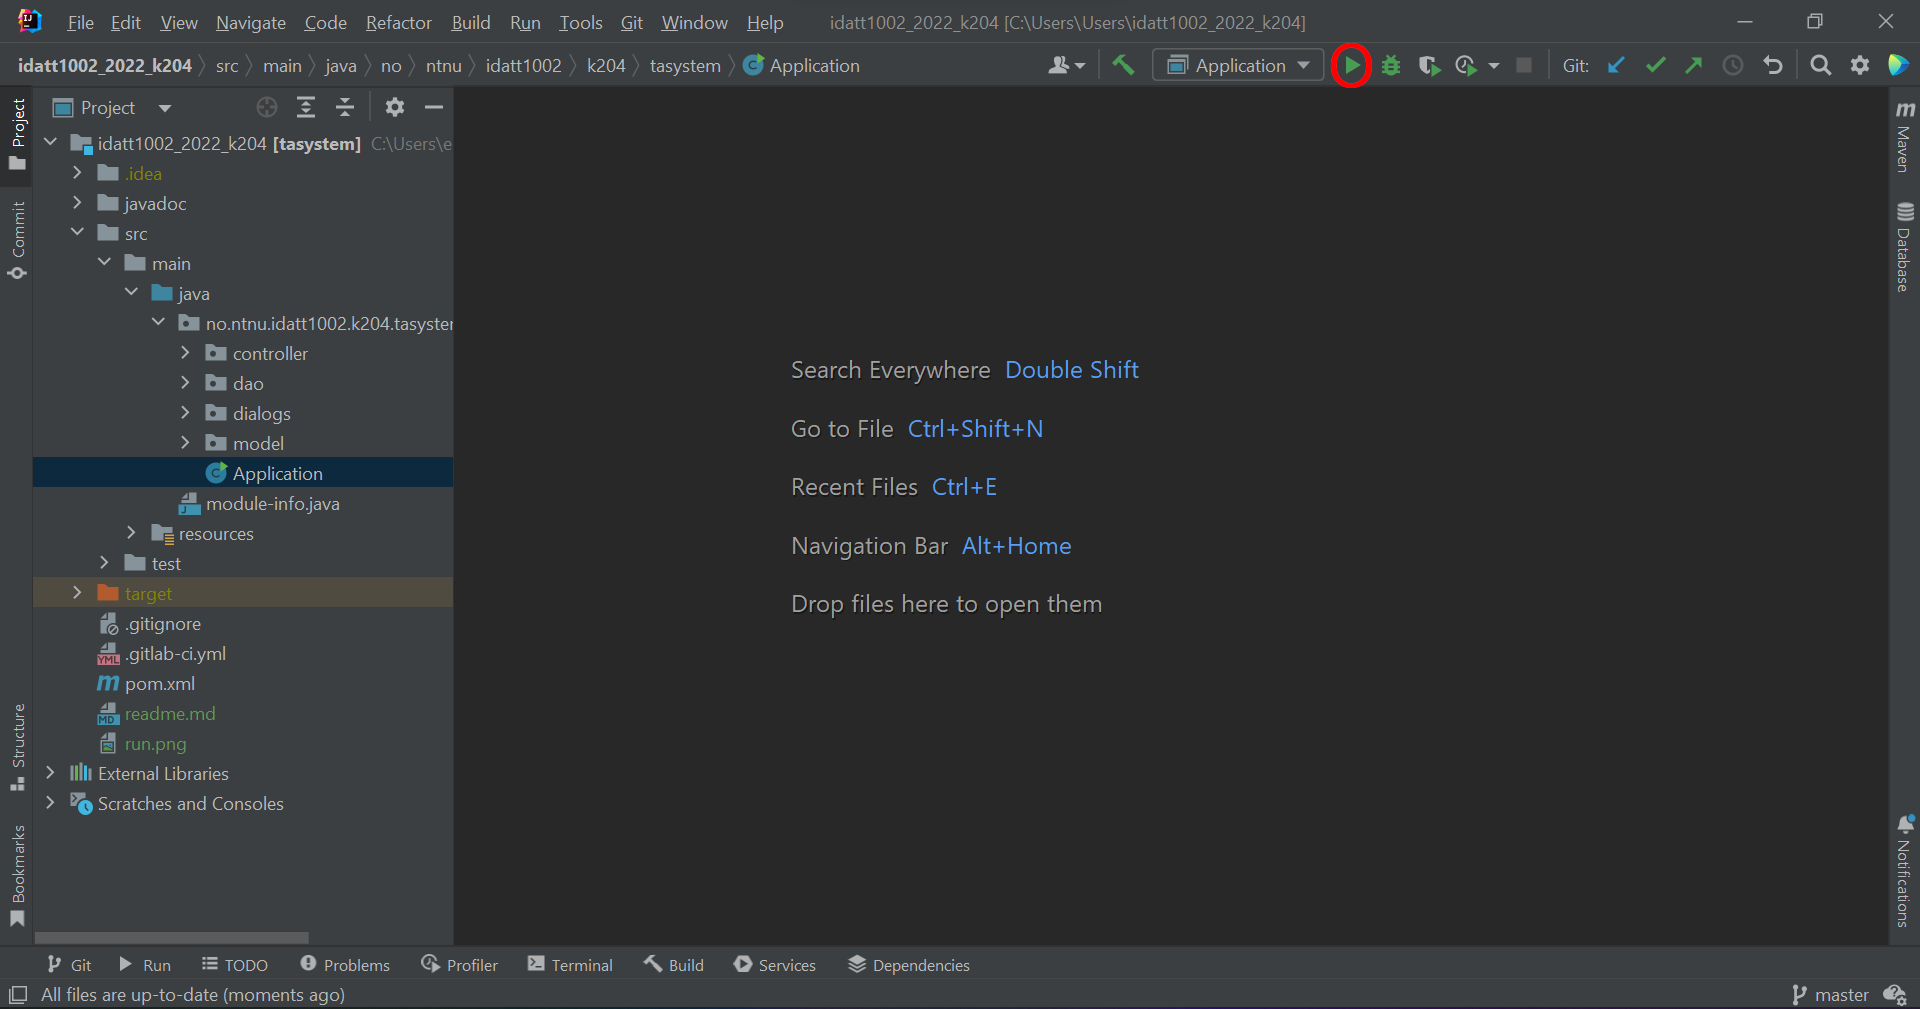 File Edit View Navigate Code Refactor Build Run Tools Git Window Help idatt1002_2022_k204 [C:\Users\Users\idatt1002_2022_k204]
idatt1002_2022_k204 src main java no ntnu idatt1002 k204 tasystem Application
Application
Git:
Project
Commit
Structure
Bookmarks
Project
idatt1002_2022_k204 [tasystem] C:\Users\e
.idea
javadoc
src
main
java
no.ntnu.idatt1002.k204.tasyster
controller
dao
dialogs
model
Application
module-info.java
resources
test
target
.gitignore
.gitlab-ci.yml
pom.xml
readme.md
run.png
External Libraries
Scratches and Consoles
Search Everywhere Double Shift
Go to File Ctrl+Shift+N
Recent Files Ctrl+E
Navigation Bar Alt+Home
Drop files here to open them
Maven
Database
Notifications
Git Run TODO Problems Profiler Terminal Build Services Dependencies
All files are up-to-date (moments ago)
master